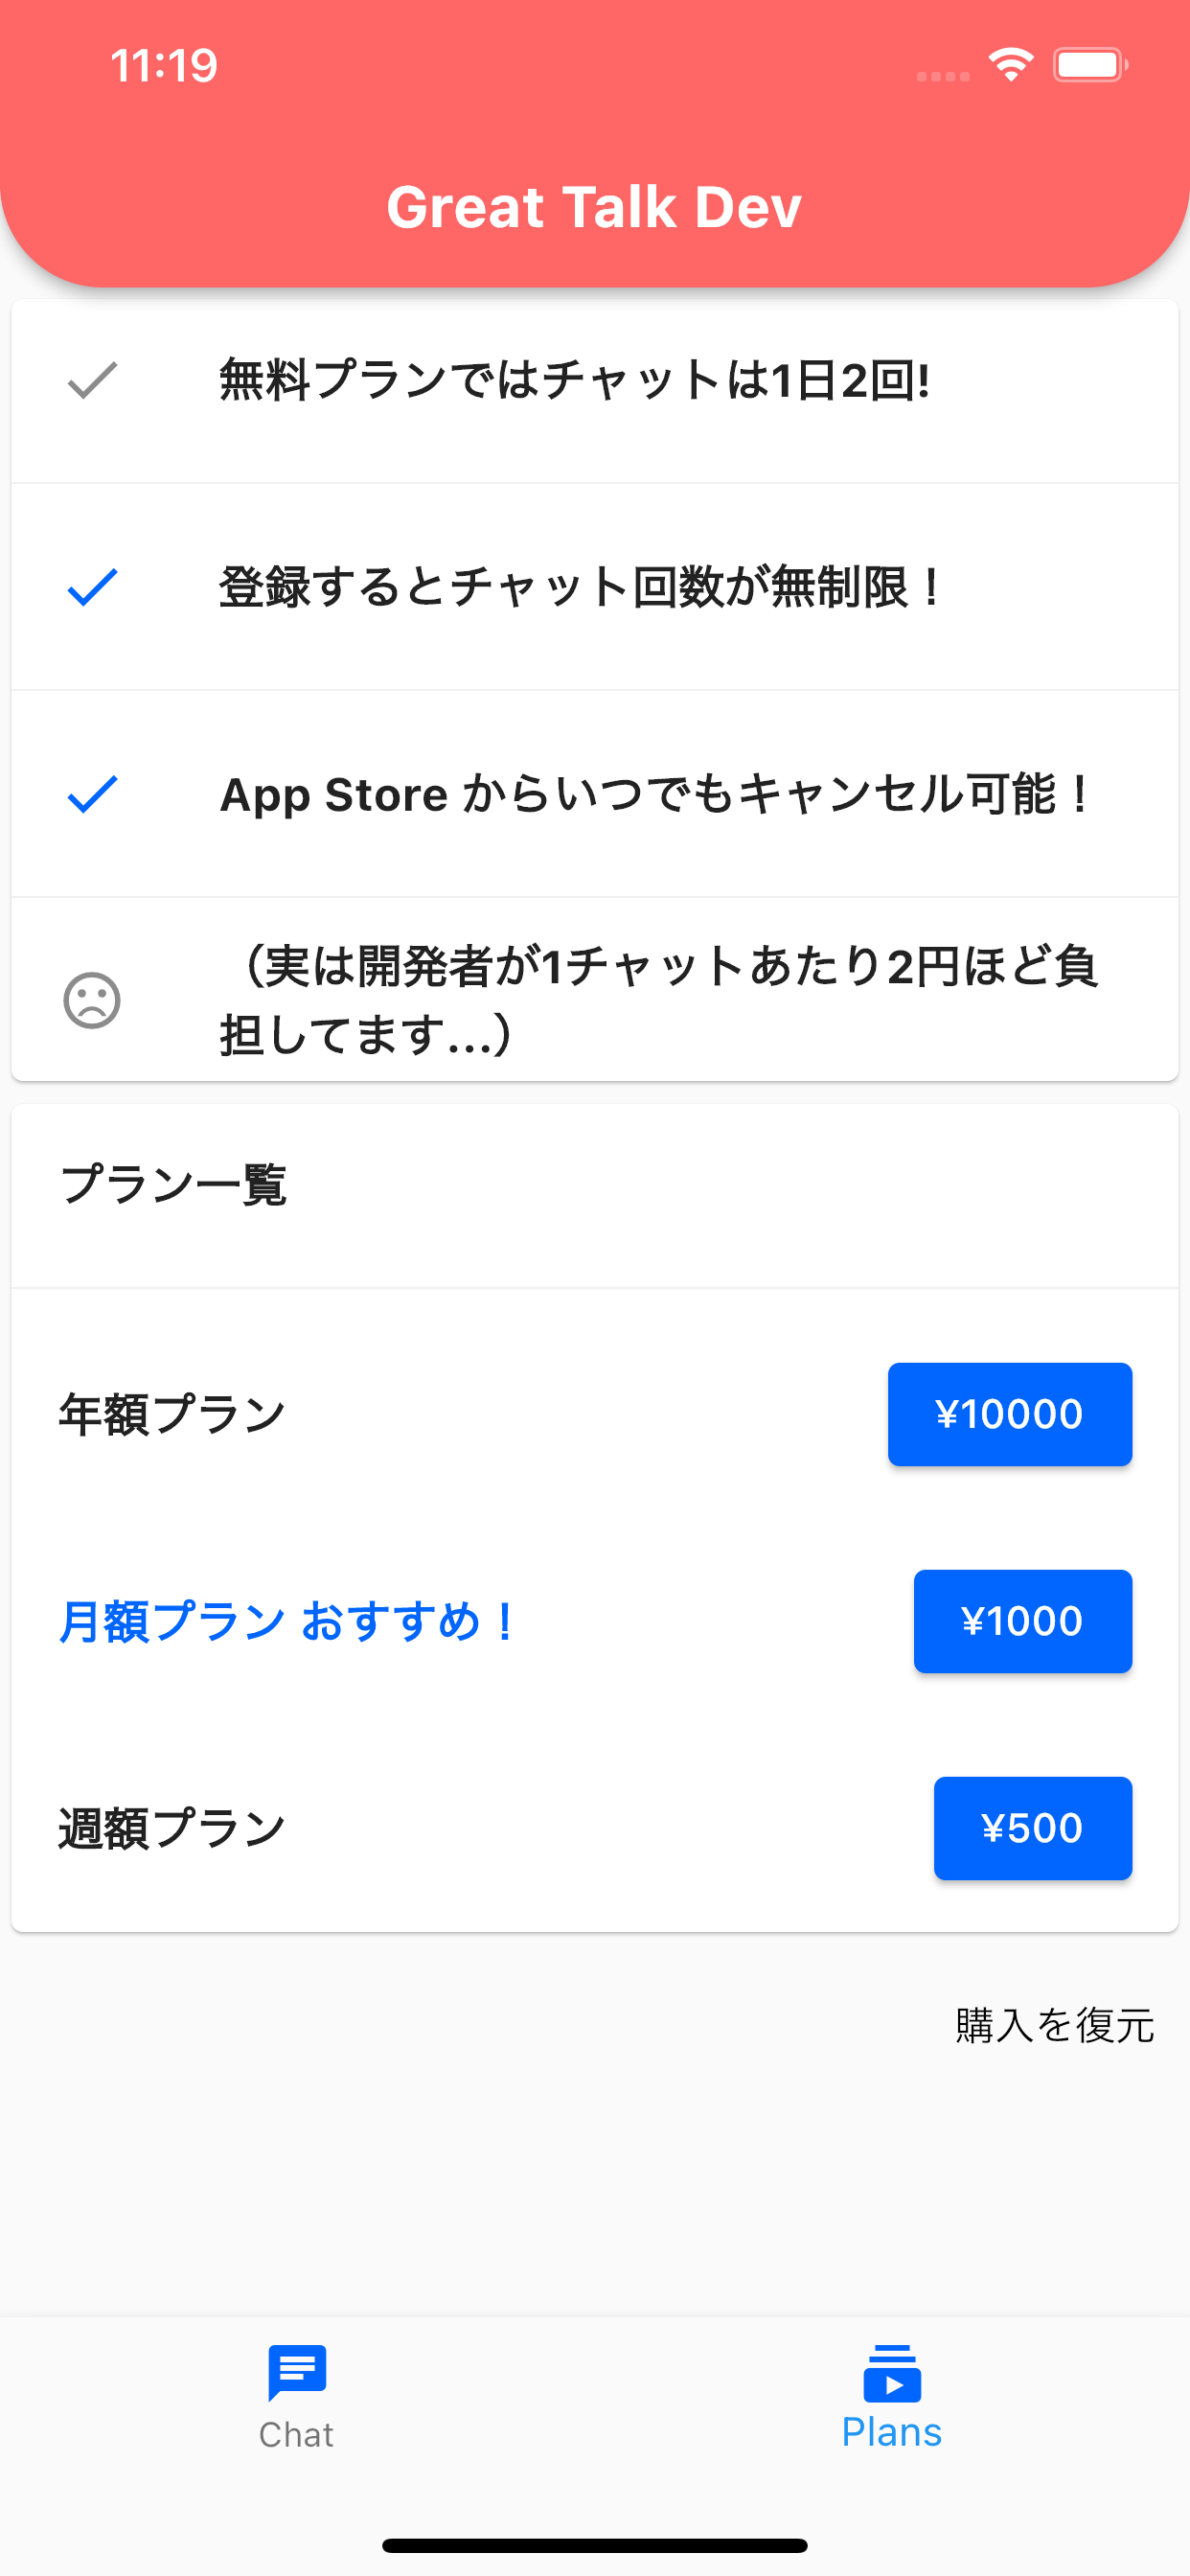 11:19
Great Talk Dev
無料プランではチャットは1日2回!
登録するとチャット回数が無制限！
App Store からいつでもキャンセル可能！
（実は開発者が1チャットあたり2円ほど負
担してます...）
プラン一覧
年額プラン ¥10000
月額プラン おすすめ！ ¥1000
週額プラン ¥500
購入を復元
Chat Plans